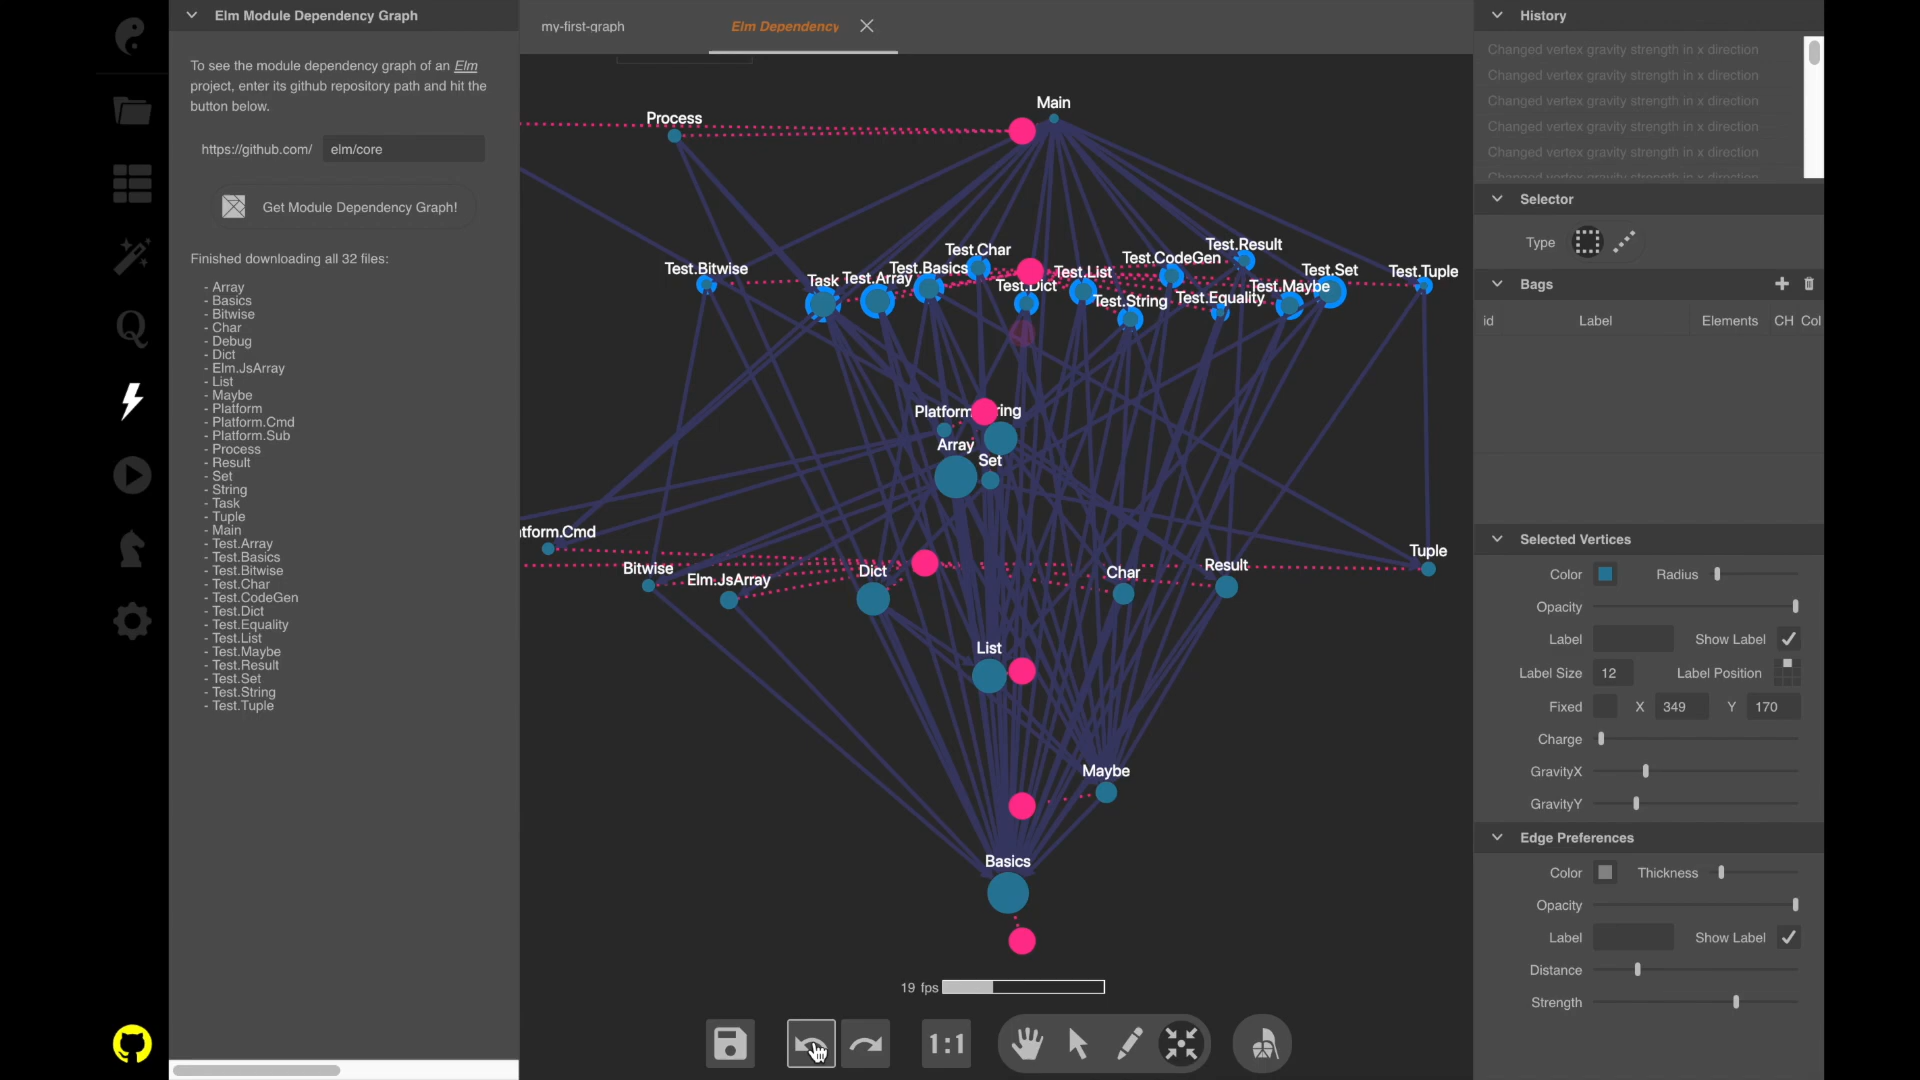 Elm Module Dependency Graph
To see the module dependency graph of an Elm
project, enter its github repository path and hit the
button below.
https://github.com/ elm/core
Get Module Dependency Graph!
Finished downloading all 32 files:
- Array
- Basics
- Bitwise
- Char
- Debug
- Dict
- Elm.JsArray
- List
- Maybe
- Platform
- Platform.Cmd
- Platform.Sub
- Process
- Result
- Set
- String
- Task
- Tuple
- Main
- Test.Array
- Test.Basics
- Test.Bitwise
- Test.Char
- Test.CodeGen
- Test.Dict
- Test.Equality
- Test.List
- Test.Maybe
- Test.Result
- Test.Set
- Test.String
- Test.Tuple
my-first-graph
Elm Dependency
Main
Process
Test.Char
Test.Result
Test.CodeGen
Test.Bitwise
Test.Basics
Test.List
Test.Set
Test.Tuple
Task
Test.Array
Test.Dict
Test.Maybe
Test.String
Test.Equality
Platform
ring
Array
Set
tform.Cmd
Tuple
Bitwise
Elm.JsArray
Dict
Char
Result
List
Maybe
Basics
19 fps
1:1
History
Changed vertex gravity strength in x direction
Changed vertex gravity strength in x direction
Changed vertex gravity strength in x direction
Changed vertex gravity strength in x direction
Changed vertex gravity strength in x direction
Changed vertex gravity strength in x direction
Selector
Type
Bags
id Label Elements CH Col
Selected Vertices
Color Radius
Opacity
Label Show Label
Label Size 12 Label Position
Fixed X 349 Y 170
Charge
GravityX
GravityY
Edge Preferences
Color Thickness
Opacity
Label Show Label
Distance
Strength